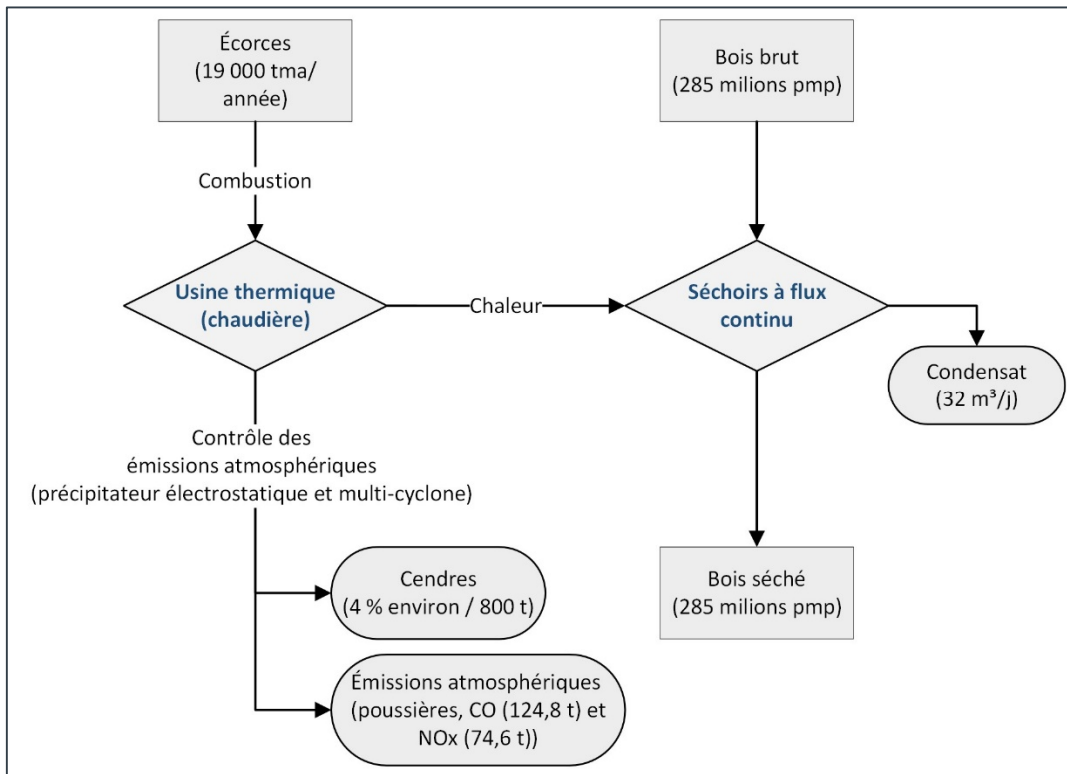 Écorces
(19 000 tma/
année)
Bois brut
(285 milions pmp)
Combustion
Usine thermique
(chaudière)
Chaleur
Séchoirs à flux
continu
Condensat
(32 m³/j)
Contrôle des
émissions atmosphériques
(précipitateur électrostatique et multi-cyclone)
Cendres
(4 % environ / 800 t)
Bois séché
(285 milions pmp)
Émissions atmosphériques
(poussières, CO (124,8 t) et
NOx (74,6 t))